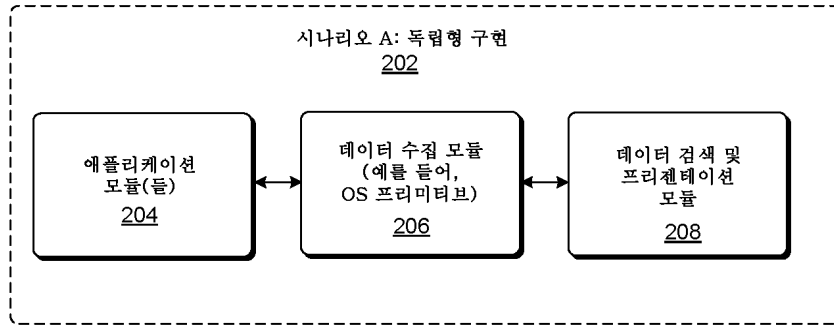 시나리오 A: 독립형 구현
202
애플리케이션
모듈(들)
204
데이터 수집 모듈
(예를 들어,
OS 프리미티브)
206
데이터 검색 및
프리젠테이션
모듈
208